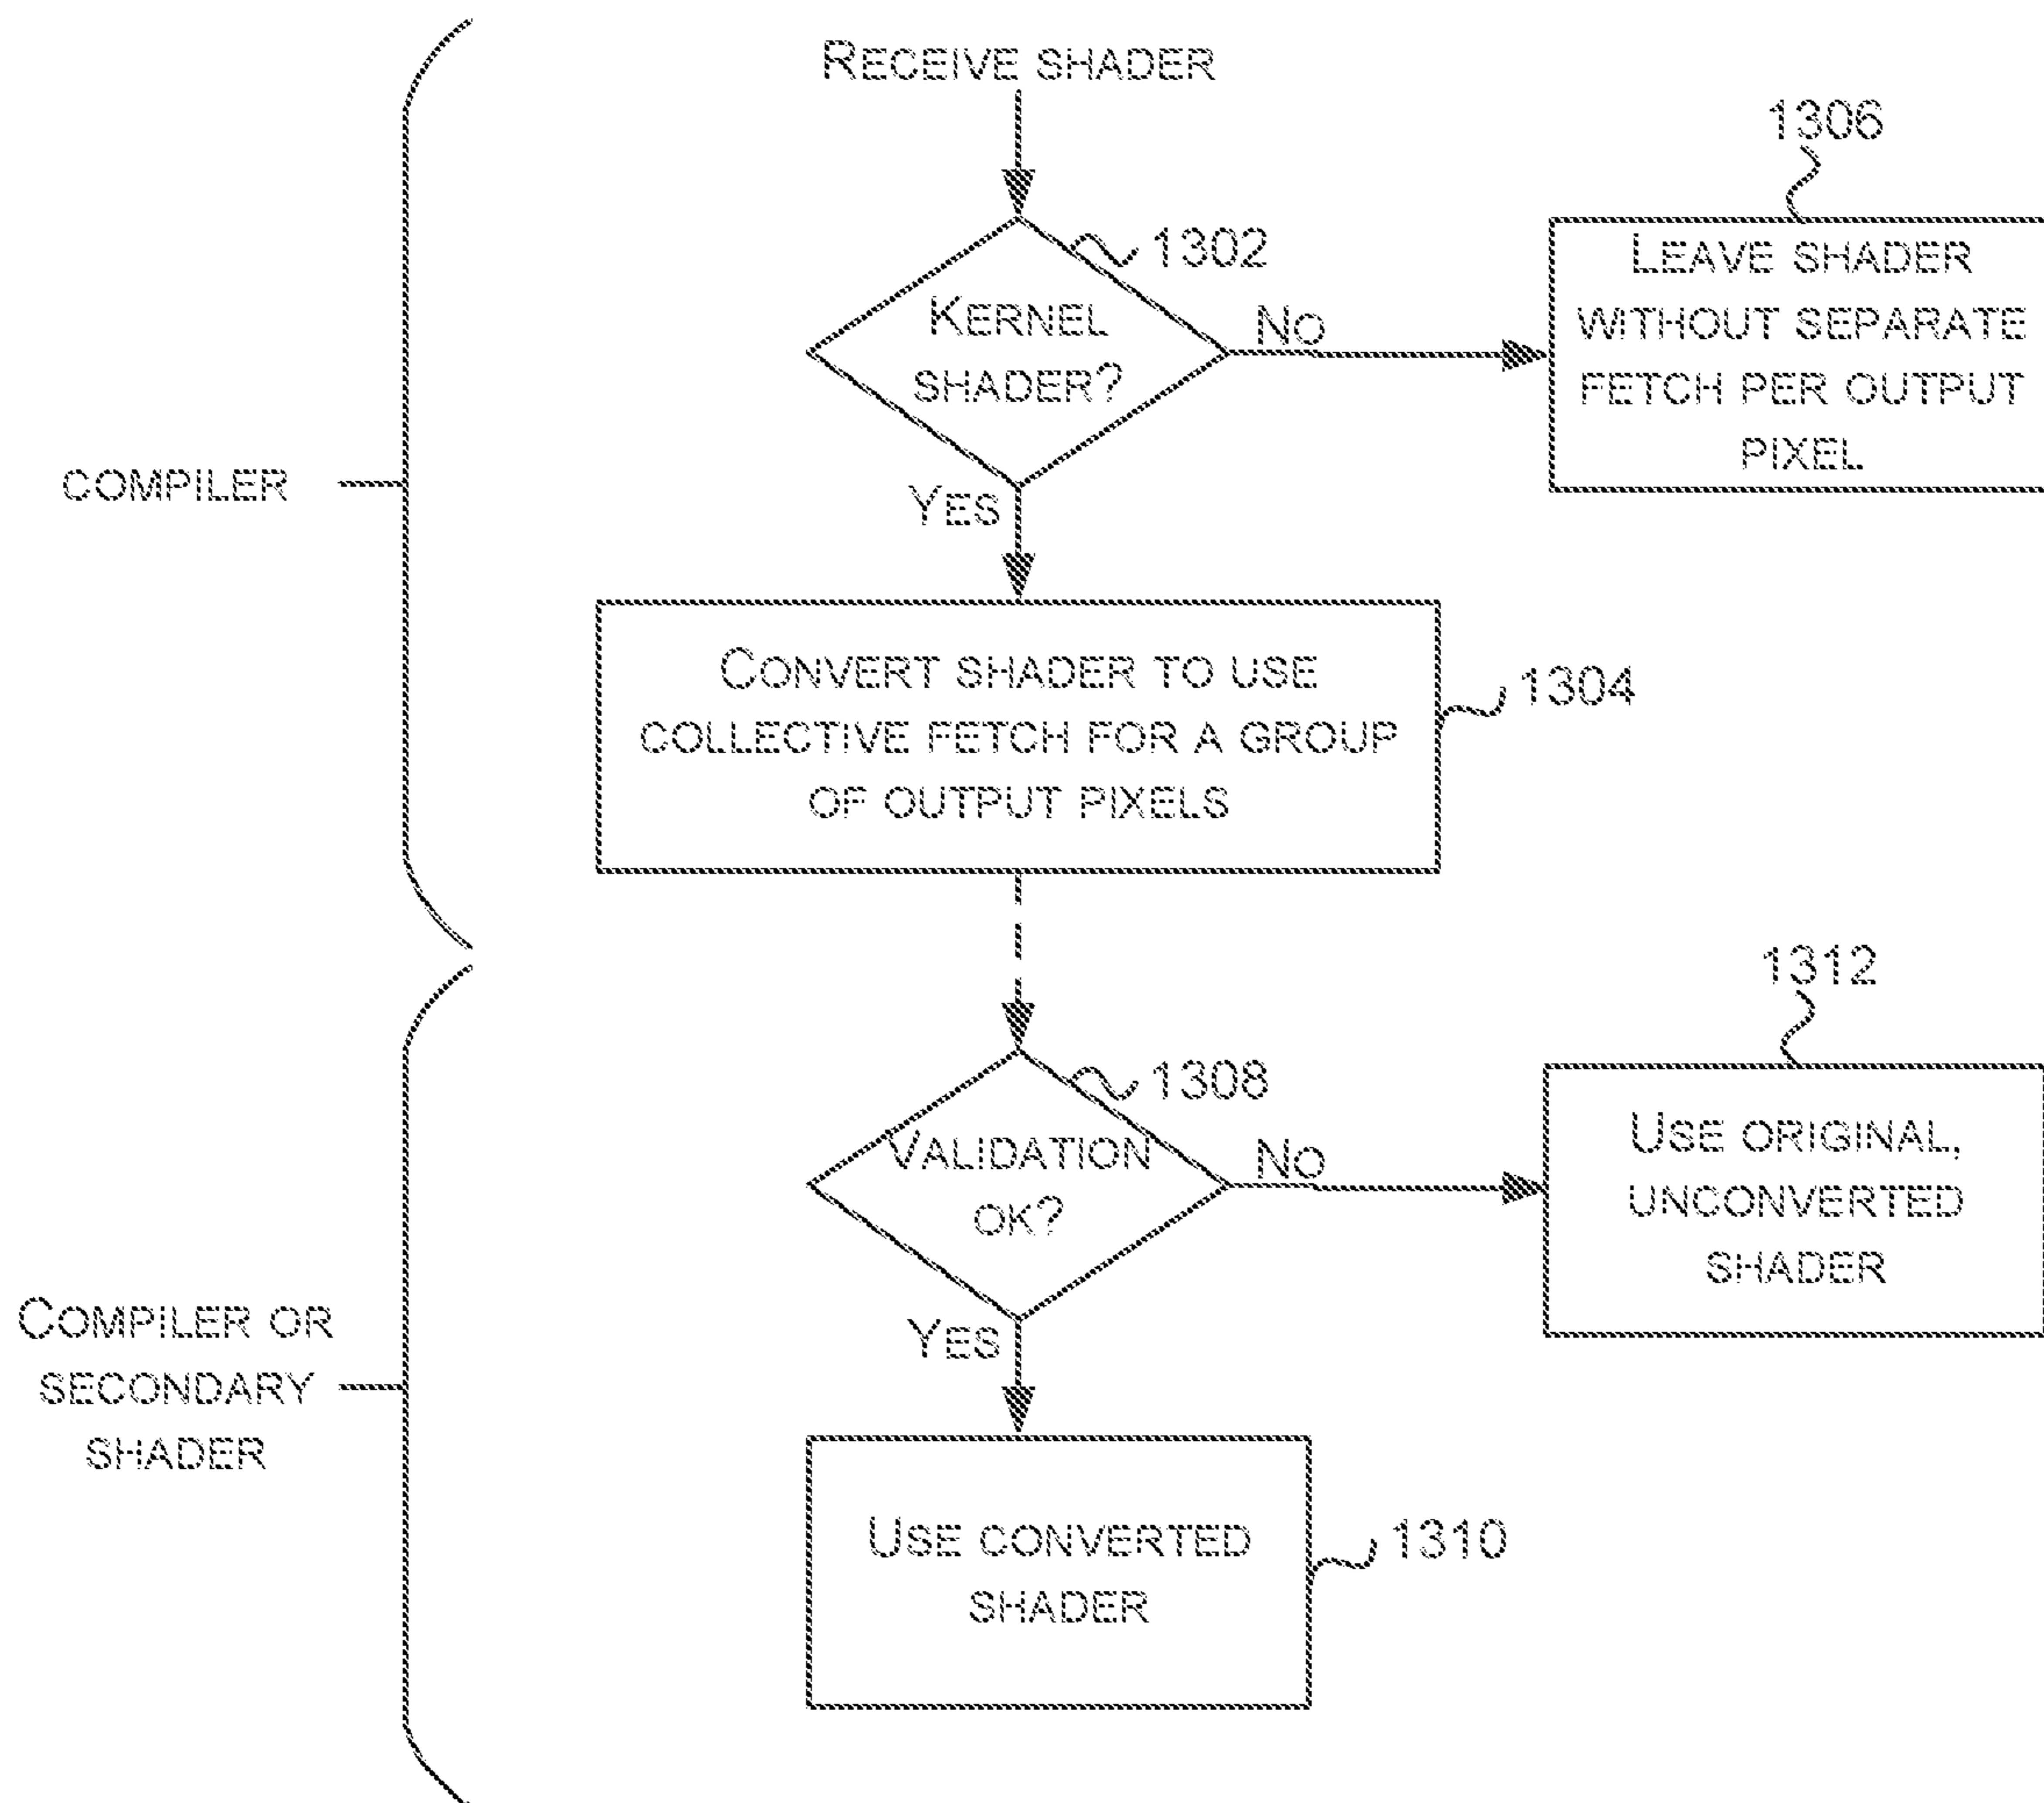 RECEIVE SHADER
1306
1302
KERNEL
SHADER?
NO
LEAVE SHADER
WITHOUT SEPARATE
FETCH PER OUTPUT
PIXEL
COMPILER
YES
CONVERT SHADER TO USE
COLLECTIVE FETCH FOR A GROUP
OF OUTPUT PIXELS
1304
1312
1308
VALIDATION
OK?
NO
USE ORIGINAL,
UNCONVERTED
SHADER
YES
COMPILER OR
SECONDARY
SHADER
USE CONVERTED
SHADER
1310